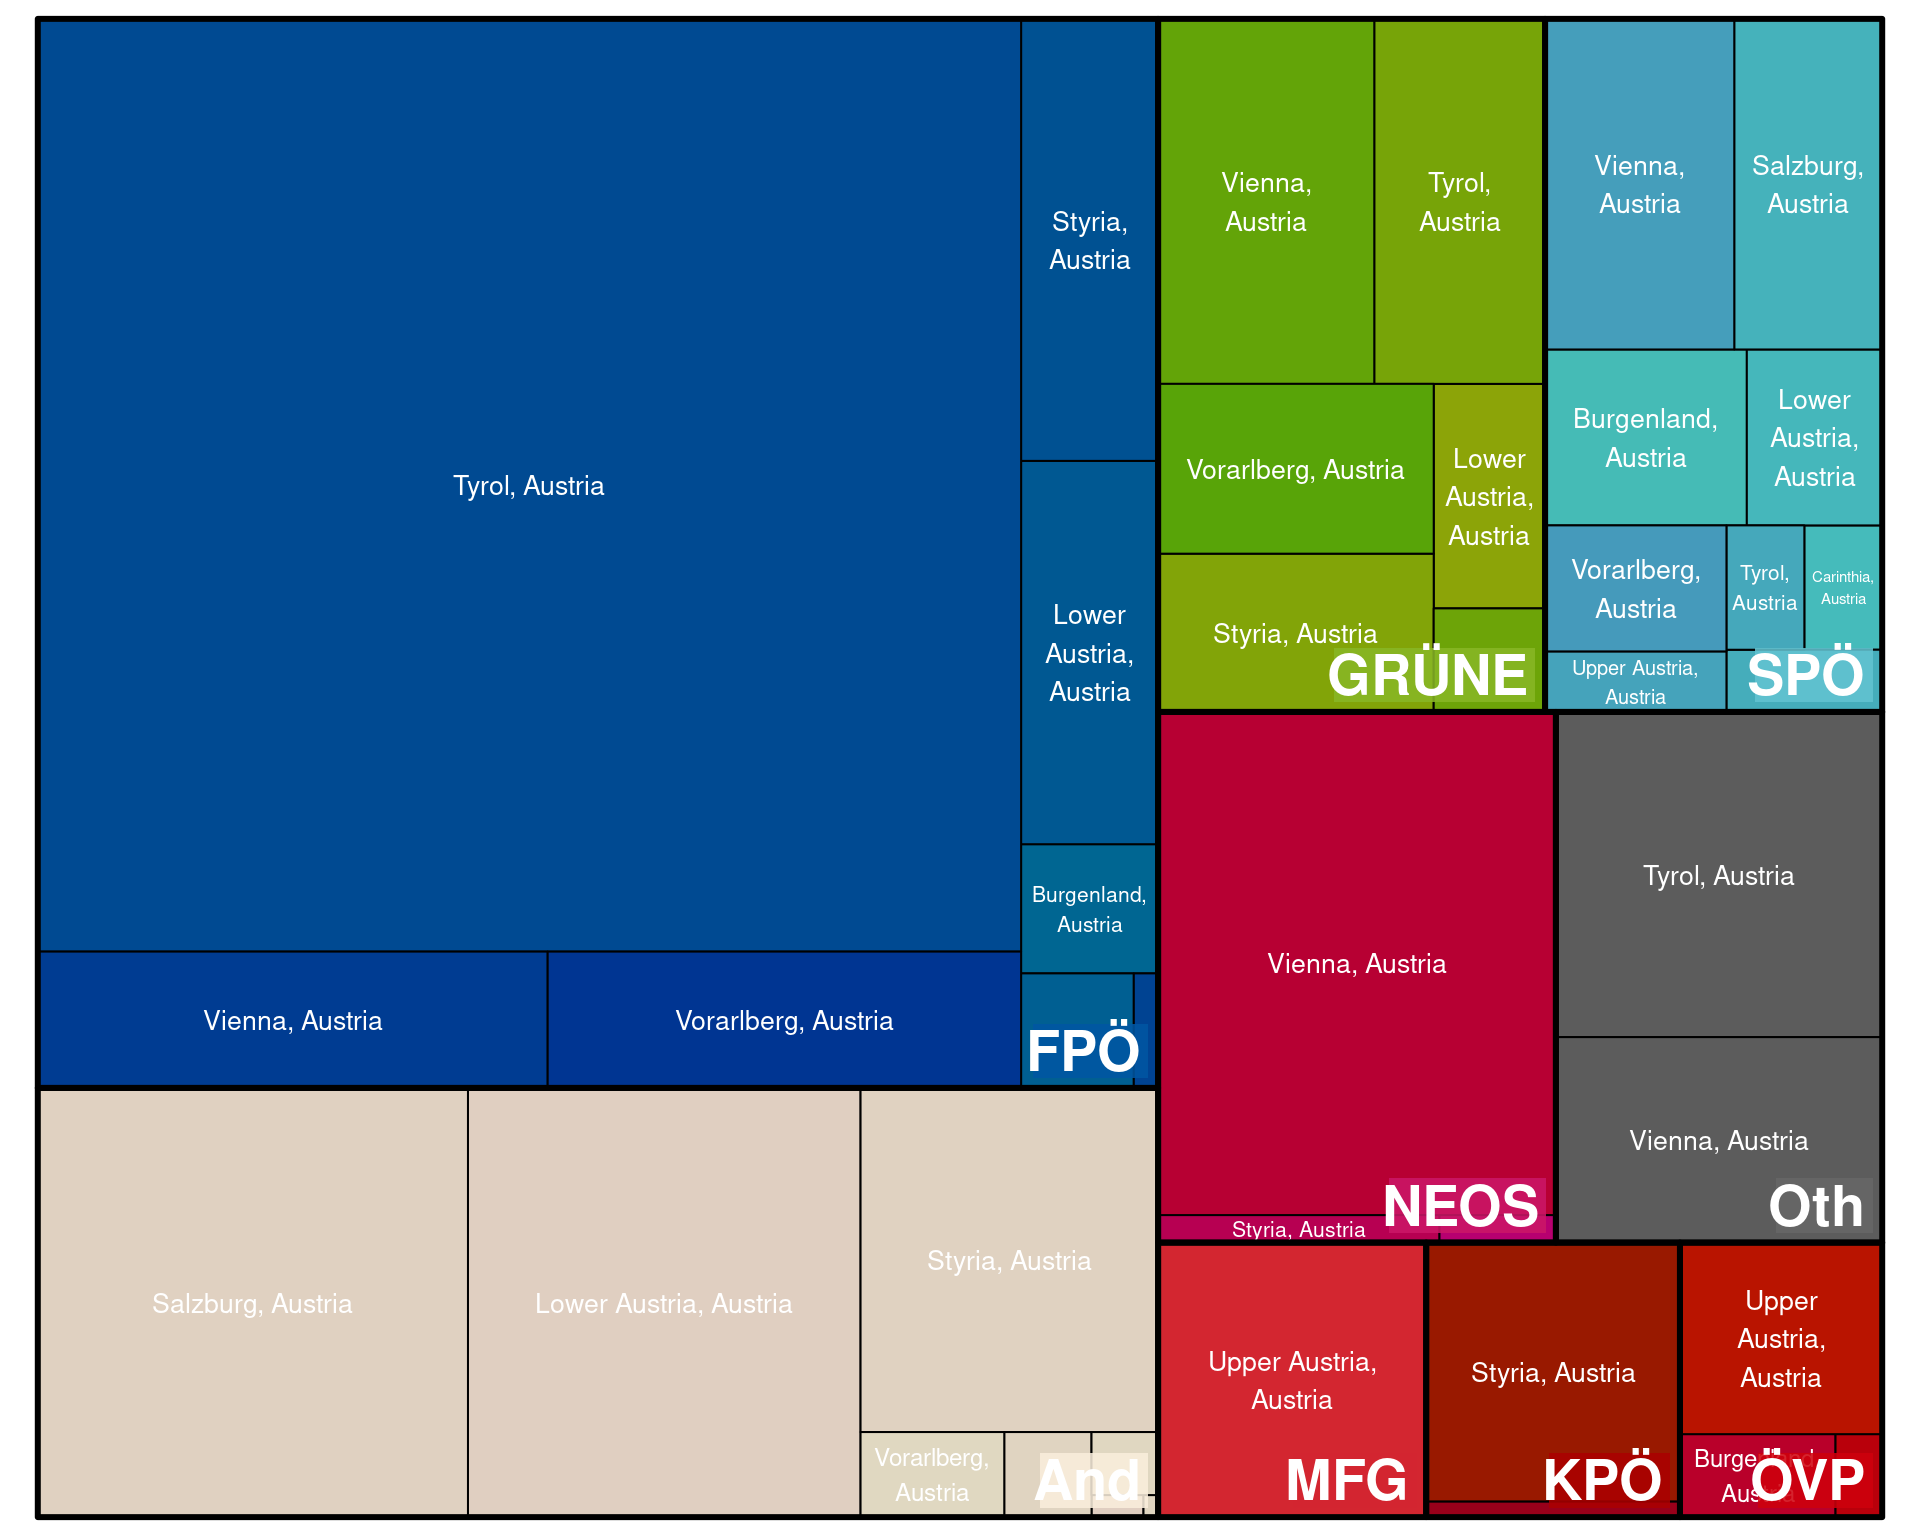 Tyrol, Austria
Styria,
Austria
Lower
Austria,
Austria
Burgenland,
Austria
Vienna, Austria
Vorarlberg, Austria
FPÖ
Salzburg, Austria
Lower Austria, Austria
Styria, Austria
Vorarlberg,
Austria
And
Vienna,
Austria
Tyrol,
Austria
Vorarlberg, Austria
Lower
Austria,
Austria
Styria, Austria
GRÜNE
Vienna,
Austria
Salzburg,
Austria
Burgenland,
Austria
Lower
Austria,
Austria
Vorarlberg,
Austria
Tyrol,
Austria
Carinthia,
Austria
Upper Austria,
Austria
SPÖ
Vienna, Austria
Styria, Austria
NEOS
Tyrol, Austria
Vienna, Austria
Oth
Upper Austria,
Austria
MFG
Styria, Austria
KPÖ
Upper
Austria,
Austria
Burgenland,
Austria
ÖVP